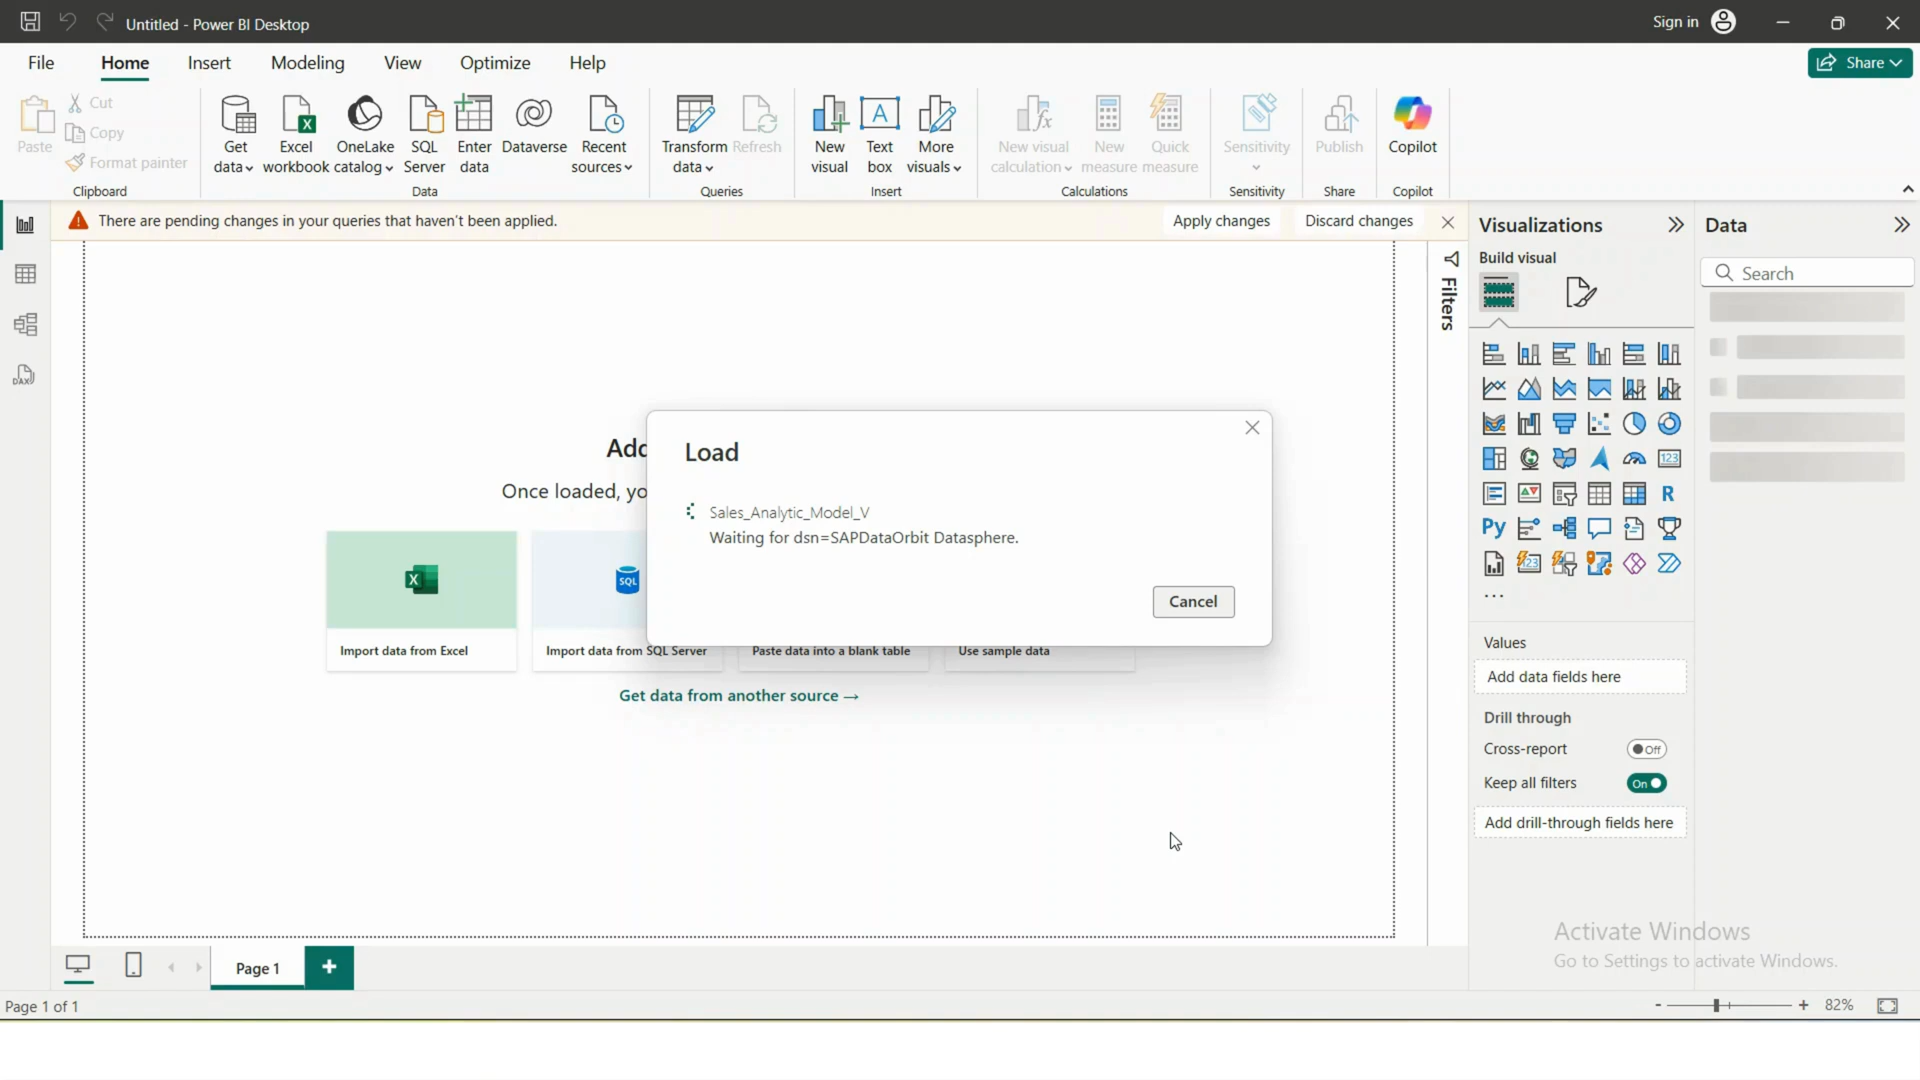 Untitled - Power BI Desktop
Sign in
File
Home
Insert
Modeling
View
Optimize
Help
Share
Paste
Cut
Copy
Format painter
Clipboard
Get data
Excel workbook
OneLake catalog
SQL Server
Enter data
Dataverse
Recent sources
Data
Transform data
Refresh
Queries
New visual
Text box
More visuals
Insert
New visual calculation
New measure
Quick measure
Calculations
Sensitivity
Sensitivity
Publish
Share
Copilot
Copilot
There are pending changes in your queries that haven't been applied.
Apply changes
Discard changes
Filters
Visualizations
Build visual
Data
Search
Add
Once loaded, yo
Load
Sales_Analytic_Model_V
Waiting for dsn=SAPDataOrbit Datasphere.
Cancel
SQL
Import data from Excel
Import data from SQL Server
Paste data into a blank table
Use sample data
Get data from another source →
DAX
A
X
X
123
R
Py
123
...
Values
Add data fields here
Drill through
Cross-report
Off
Keep all filters
On
Add drill-through fields here
Activate Windows
Go to Settings to activate Windows.
Page 1
+
Page 1 of 1
- + 82%